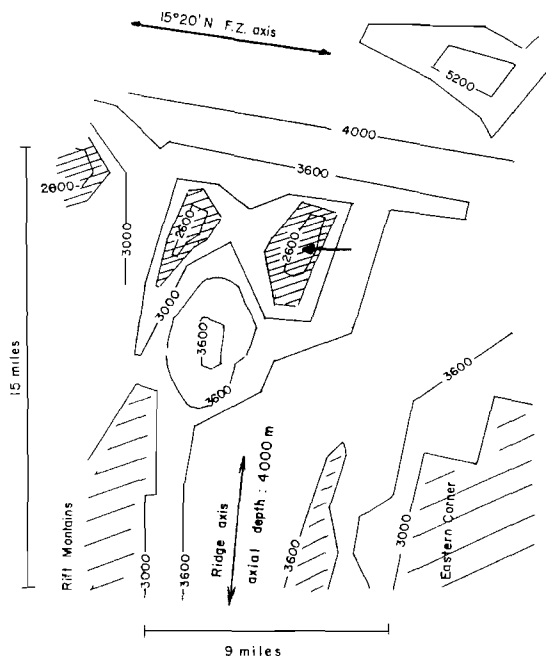 15°20'N F.Z. axis
5200
4000
3600
2800
3000
2600
2600
3000
3600
3600
3600
15 miles
Rift Montains
3000
3600
Ridge axis
axial depth : 4000 m
3600
3000
Eastern Corner
9 miles